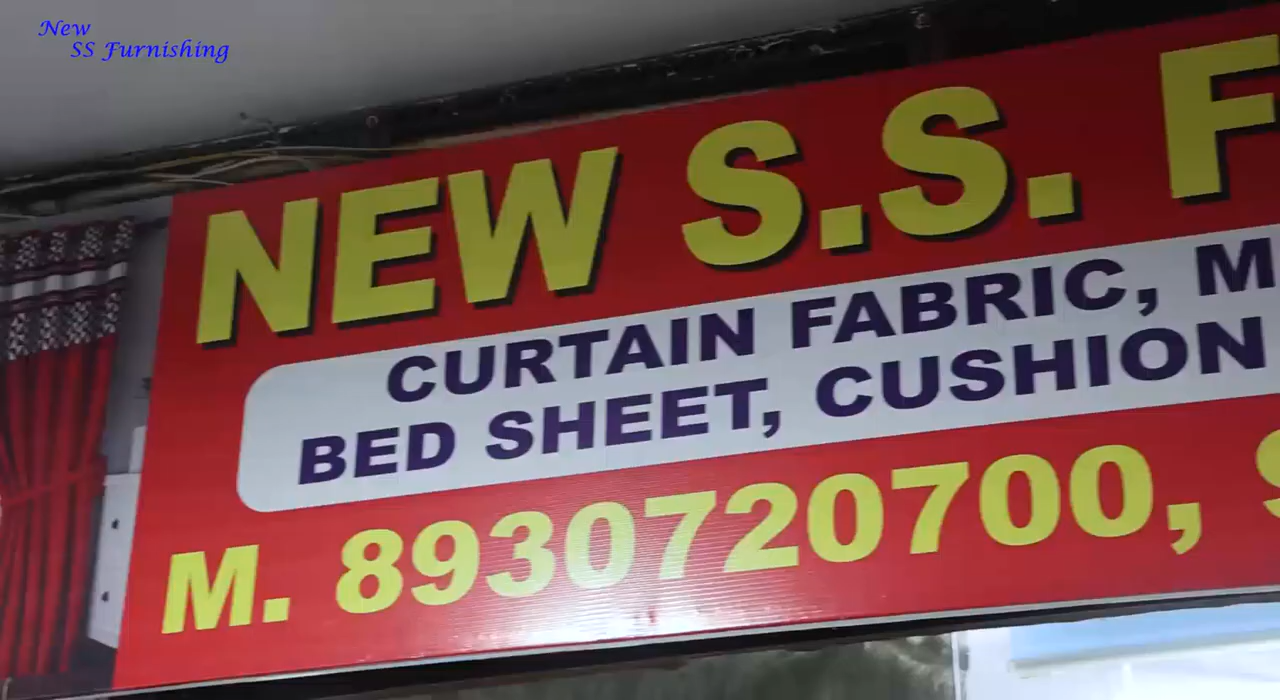 New
SS Furnishing
NEW S.S. F
CURTAIN FABRIC, M
BED SHEET, CUSHION
M. 8930720700, S